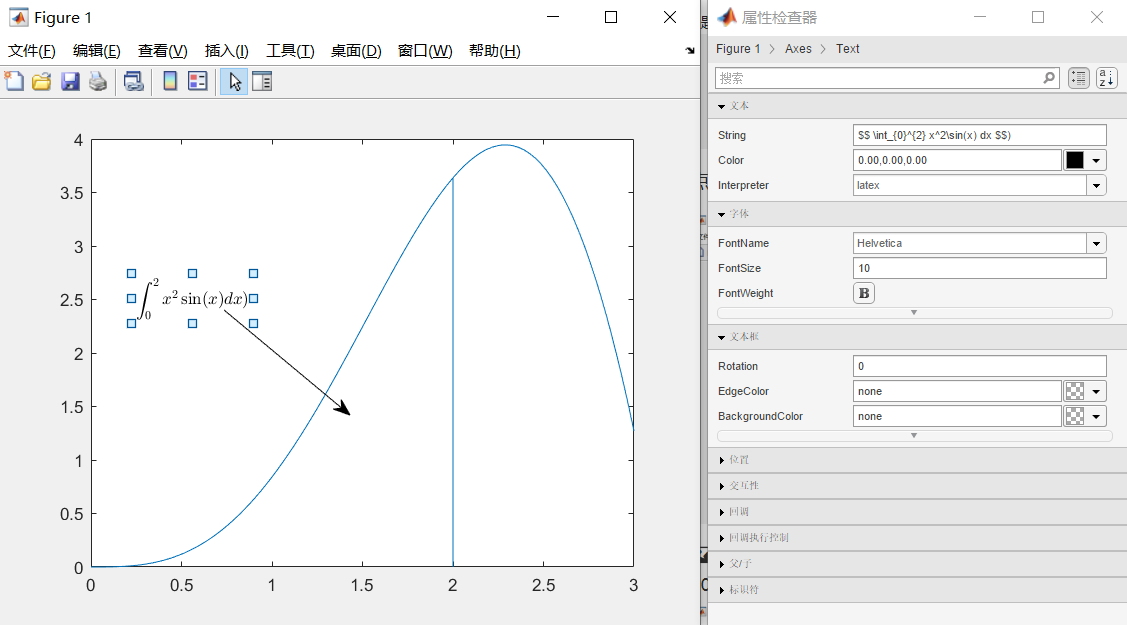 Figure 1
文件(F) 编辑(E) 查看(V) 插入(I) 工具(T) 桌面(D) 窗口(W) 帮助(H)
4
3.5
3
2.5
2
1.5
1
0.5
0
∫₀² x² sin(x)dx)
0 0.5 1 1.5 2 2.5 3
属性检查器
Figure 1 > Axes > Text
搜索
文本
String $$ \int_{0}^{2} x^2\sin(x) dx $$)
Color 0.00,0.00,0.00
Interpreter latex
字体
FontName Helvetica
FontSize 10
FontWeight B
文本框
Rotation 0
EdgeColor none
BackgroundColor none
位置
交互性
回调
回调执行控制
父/子
标识符